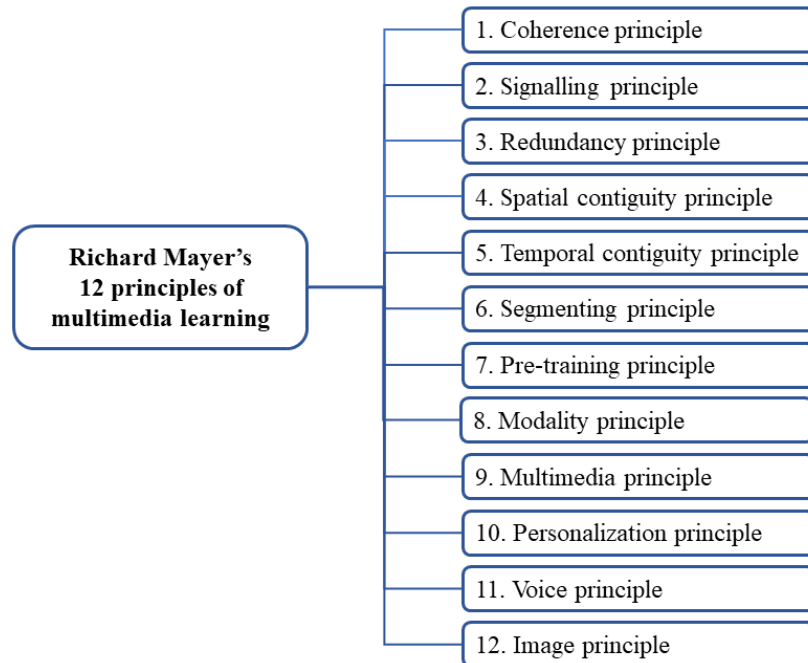 Richard Mayer’s
12 principles of
multimedia learning
1. Coherence principle
2. Signalling principle
3. Redundancy principle
4. Spatial contiguity principle
5. Temporal contiguity principle
6. Segmenting principle
7. Pre-training principle
8. Modality principle
9. Multimedia principle
10. Personalization principle
11. Voice principle
12. Image principle